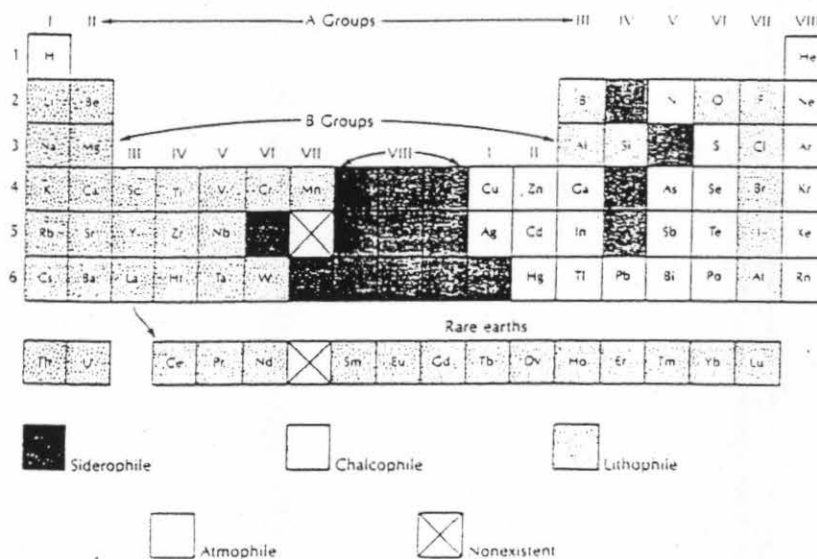 I II A Groups III IV V VI VII VIII
1 H He
2 Li Be B N O F Ne
B Groups
3 Na Mg Al Si S Cl Ar
III IV V VI VII VIII I II
4 K Ca Sc Ti V Cr Mn Cu Zn Ga As Se Br Kr
5 Rb Sr Y Zr Nb Ag Cd In Sb Te I Xe
6 Cs Ba La Hf Ta W Hg Tl Pb Bi Po At Rn
Rare earths
Th U Ce Pr Nd Sm Eu Gd Tb Dy Ho Er Tm Yb Lu
Siderophile Chalcophile Lithophile
Atmophile Nonexistent